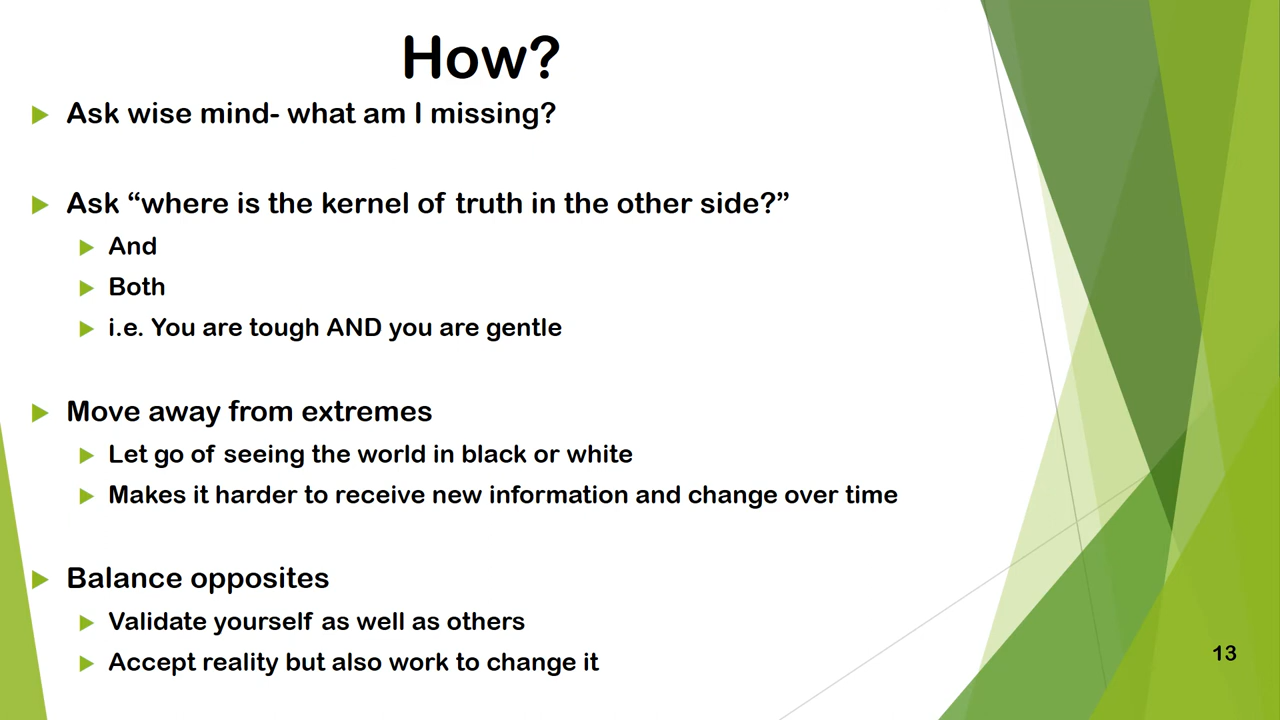 How?
Ask wise mind- what am I missing?
Ask “where is the kernel of truth in the other side?”
And
Both
i.e. You are tough AND you are gentle
Move away from extremes
Let go of seeing the world in black or white
Makes it harder to receive new information and change over time
Balance opposites
Validate yourself as well as others
Accept reality but also work to change it
13